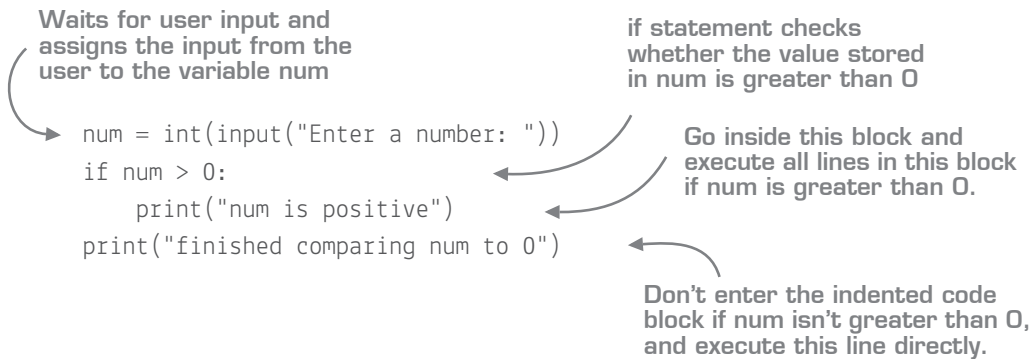 Waits for user input and
assigns the input from the
user to the variable num
if statement checks
whether the value stored
in num is greater than 0
num = int(input("Enter a number: "))
if num > 0:
    print("num is positive")
print("finished comparing num to 0")
Go inside this block and
execute all lines in this block
if num is greater than 0.
Don't enter the indented code
block if num isn't greater than 0,
and execute this line directly.